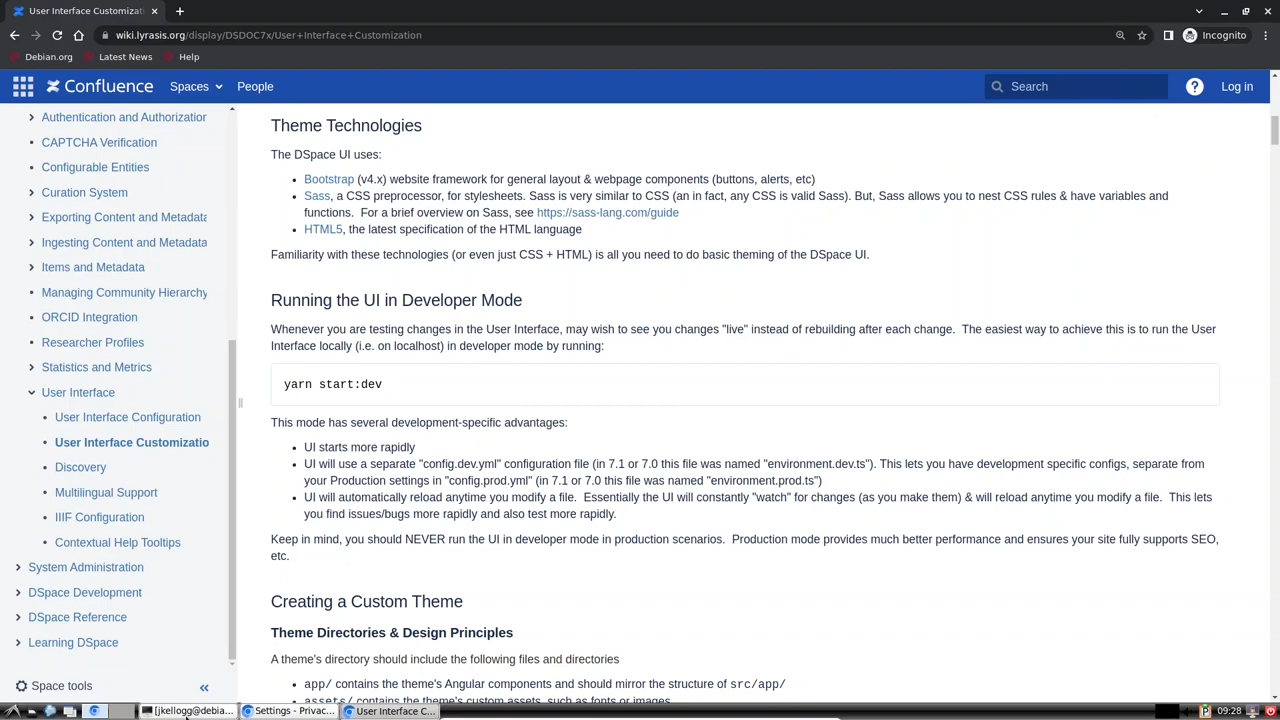 User Interface Customizati
wiki.lyrasis.org/display/DSDOC7x/User+Interface+Customization
Incognito
Debian.org
Latest News
Help
Confluence
Spaces
People
Search
?
Log in
Authentication and Authorization
CAPTCHA Verification
Configurable Entities
Curation System
Exporting Content and Metadata
Ingesting Content and Metadata
Items and Metadata
Managing Community Hierarchy
ORCID Integration
Researcher Profiles
Statistics and Metrics
User Interface
User Interface Configuration
User Interface Customizatio
Discovery
Multilingual Support
IIIF Configuration
Contextual Help Tooltips
System Administration
DSpace Development
DSpace Reference
Learning DSpace
Space tools
Theme Technologies
The DSpace UI uses:
Bootstrap (v4.x) website framework for general layout & webpage components (buttons, alerts, etc)
Sass, a CSS preprocessor, for stylesheets. Sass is very similar to CSS (an in fact, any CSS is valid Sass). But, Sass allows you to nest CSS rules & have variables and
functions. For a brief overview on Sass, see https://sass-lang.com/guide
HTML5, the latest specification of the HTML language
Familiarity with these technologies (or even just CSS + HTML) is all you need to do basic theming of the DSpace UI.
Running the UI in Developer Mode
Whenever you are testing changes in the User Interface, may wish to see you changes "live" instead of rebuilding after each change. The easiest way to achieve this is to run the User
Interface locally (i.e. on localhost) in developer mode by running:
yarn start:dev
This mode has several development-specific advantages:
UI starts more rapidly
UI will use a separate "config.dev.yml" configuration file (in 7.1 or 7.0 this file was named "environment.dev.ts"). This lets you have development specific configs, separate from
your Production settings in "config.prod.yml" (in 7.1 or 7.0 this file was named "environment.prod.ts")
UI will automatically reload anytime you modify a file. Essentially the UI will constantly "watch" for changes (as you make them) & will reload anytime you modify a file. This lets
you find issues/bugs more rapidly and also test more rapidly.
Keep in mind, you should NEVER run the UI in developer mode in production scenarios. Production mode provides much better performance and ensures your site fully supports SEO,
etc.
Creating a Custom Theme
Theme Directories & Design Principles
A theme's directory should include the following files and directories
app/ contains the theme's Angular components and should mirror the structure of src/app/
assets/ contains the theme's custom assets, such as fonts or images
[jkellogg@debia...
Settings - Privac...
User Interface C...
09:28